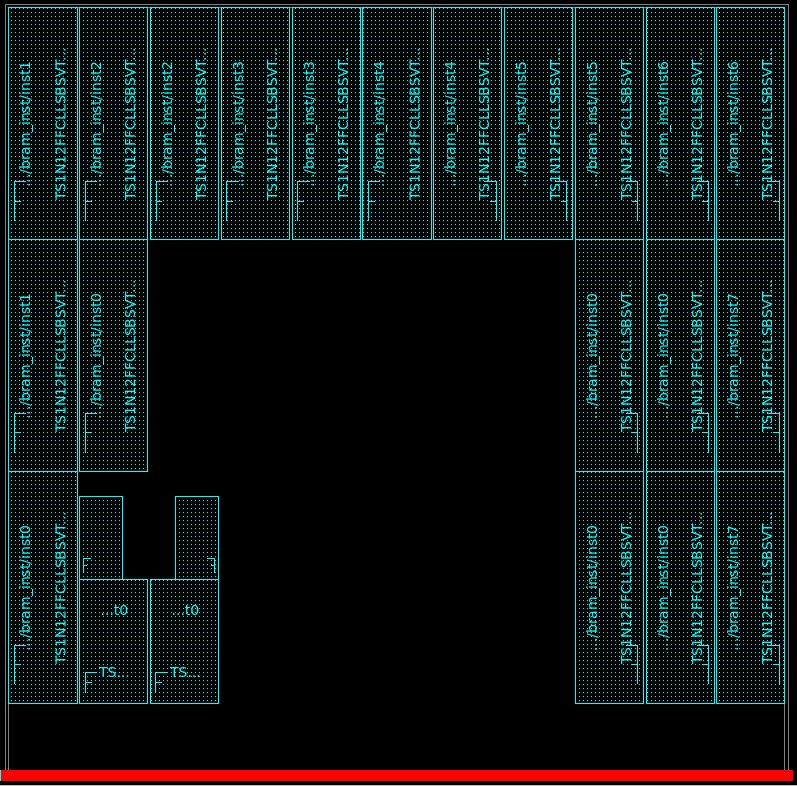 .../bram_inst/inst1
TS1N12FFCLLSBSVT...
.../bram_inst/inst2
TS1N12FFCLLSBSVT...
.../bram_inst/inst2
TS1N12FFCLLSBSVT...
.../bram_inst/inst3
TS1N12FFCLLSBSVT...
.../bram_inst/inst3
TS1N12FFCLLSBSVT...
.../bram_inst/inst4
TS1N12FFCLLSBSVT...
.../bram_inst/inst4
TS1N12FFCLLSBSVT...
.../bram_inst/inst5
TS1N12FFCLLSBSVT...
.../bram_inst/inst5
TS1N12FFCLLSBSVT...
.../bram_inst/inst6
TS1N12FFCLLSBSVT...
.../bram_inst/inst6
TS1N12FFCLLSBSVT...
.../bram_inst/inst1
TS1N12FFCLLSBSVT...
.../bram_inst/inst0
TS1N12FFCLLSBSVT...
.../bram_inst/inst0
TS1N12FFCLLSBSVT...
.../bram_inst/inst0
TS1N12FFCLLSBSVT...
.../bram_inst/inst7
TS1N12FFCLLSBSVT...
.../bram_inst/inst0
TS1N12FFCLLSBSVT...
...t0
TS...
...t0
TS...
.../bram_inst/inst0
TS1N12FFCLLSBSVT...
.../bram_inst/inst0
TS1N12FFCLLSBSVT...
.../bram_inst/inst7
TS1N12FFCLLSBSVT...